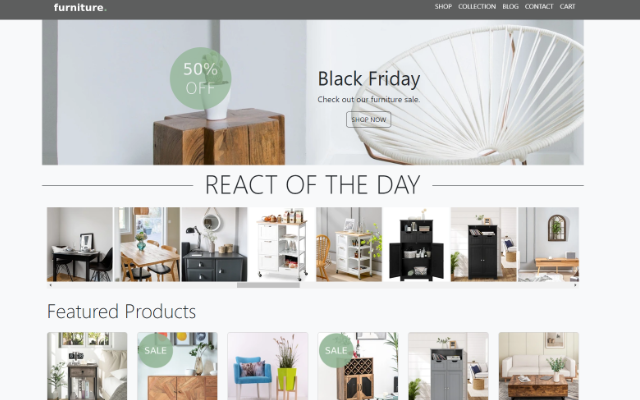 furniture.
SHOP COLLECTION BLOG CONTACT CART
50%
OFF
Black Friday
Check out our furniture sale.
SHOP NOW
REACT OF THE DAY
Featured Products
SALE
SALE